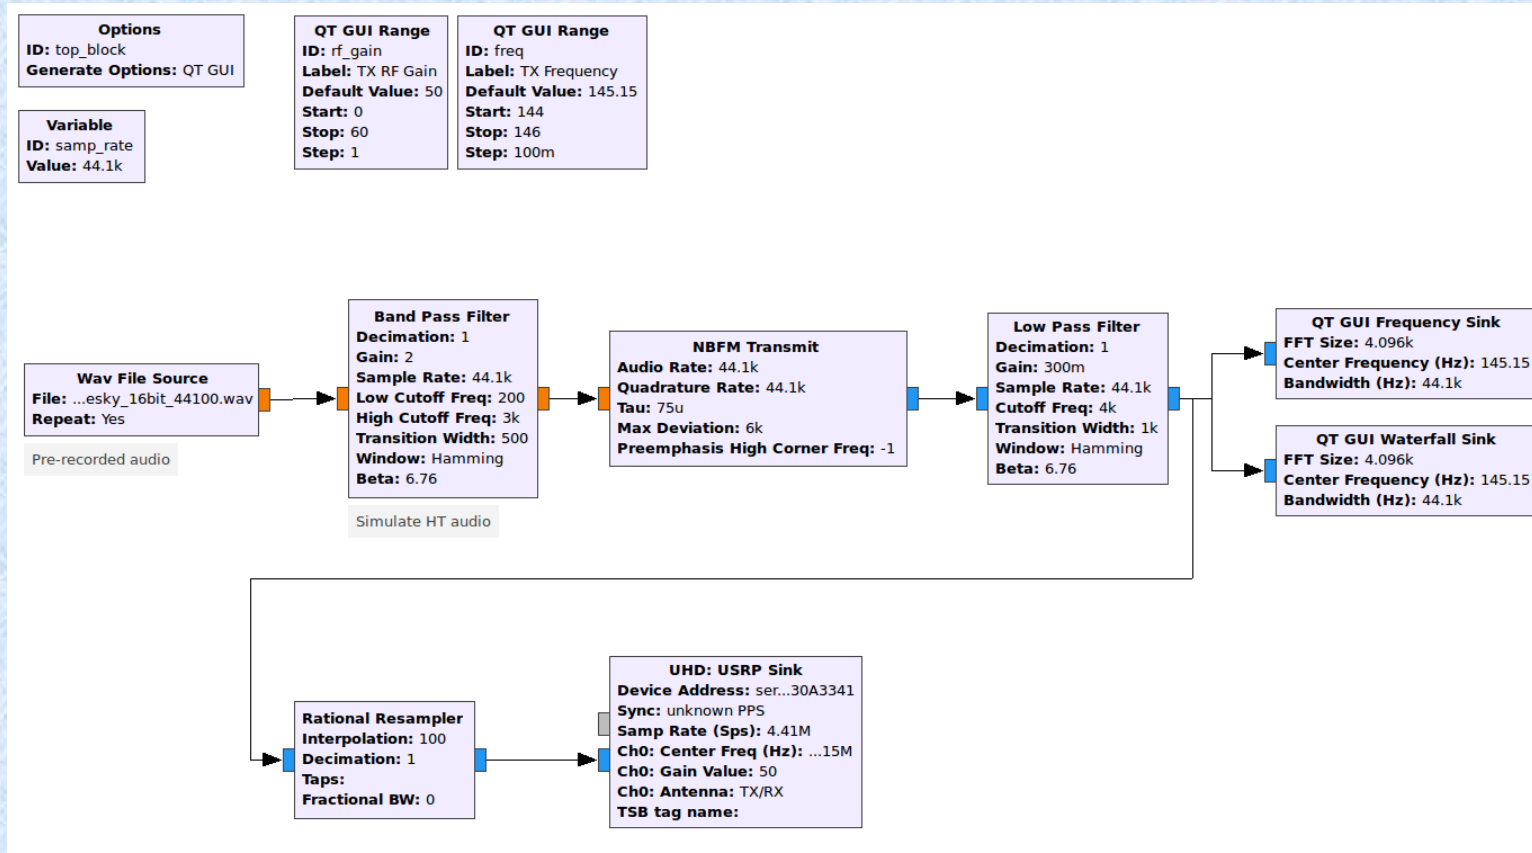 Options
ID: top_block
Generate Options: QT GUI
Variable
ID: samp_rate
Value: 44.1k
QT GUI Range
ID: rf_gain
Label: TX RF Gain
Default Value: 50
Start: 0
Stop: 60
Step: 1
QT GUI Range
ID: freq
Label: TX Frequency
Default Value: 145.15
Start: 144
Stop: 146
Step: 100m
Wav File Source
File: ...esky_16bit_44100.wav
Repeat: Yes
Pre-recorded audio
Band Pass Filter
Decimation: 1
Gain: 2
Sample Rate: 44.1k
Low Cutoff Freq: 200
High Cutoff Freq: 3k
Transition Width: 500
Window: Hamming
Beta: 6.76
Simulate HT audio
NBFM Transmit
Audio Rate: 44.1k
Quadrature Rate: 44.1k
Tau: 75u
Max Deviation: 6k
Preemphasis High Corner Freq: -1
Low Pass Filter
Decimation: 1
Gain: 300m
Sample Rate: 44.1k
Cutoff Freq: 4k
Transition Width: 1k
Window: Hamming
Beta: 6.76
QT GUI Frequency Sink
FFT Size: 4.096k
Center Frequency (Hz): 145.15
Bandwidth (Hz): 44.1k
QT GUI Waterfall Sink
FFT Size: 4.096k
Center Frequency (Hz): 145.15
Bandwidth (Hz): 44.1k
Rational Resampler
Interpolation: 100
Decimation: 1
Taps:
Fractional BW: 0
UHD: USRP Sink
Device Address: ser...30A3341
Sync: unknown PPS
Samp Rate (Sps): 4.41M
Ch0: Center Freq (Hz): ...15M
Ch0: Gain Value: 50
Ch0: Antenna: TX/RX
TSB tag name: